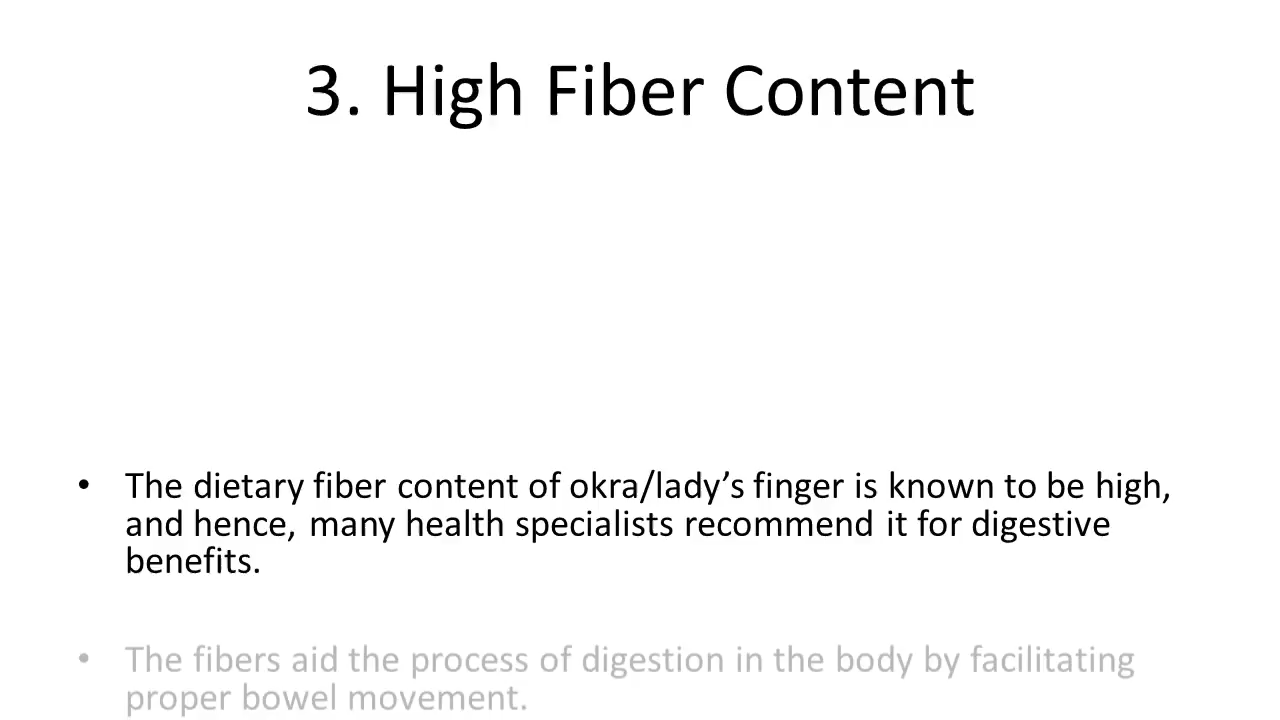 3. High Fiber Content
• The dietary fiber content of okra/lady’s finger is known to be high,
and hence, many health specialists recommend it for digestive
benefits.
• The fibers aid the process of digestion in the body by facilitating
proper bowel movement.